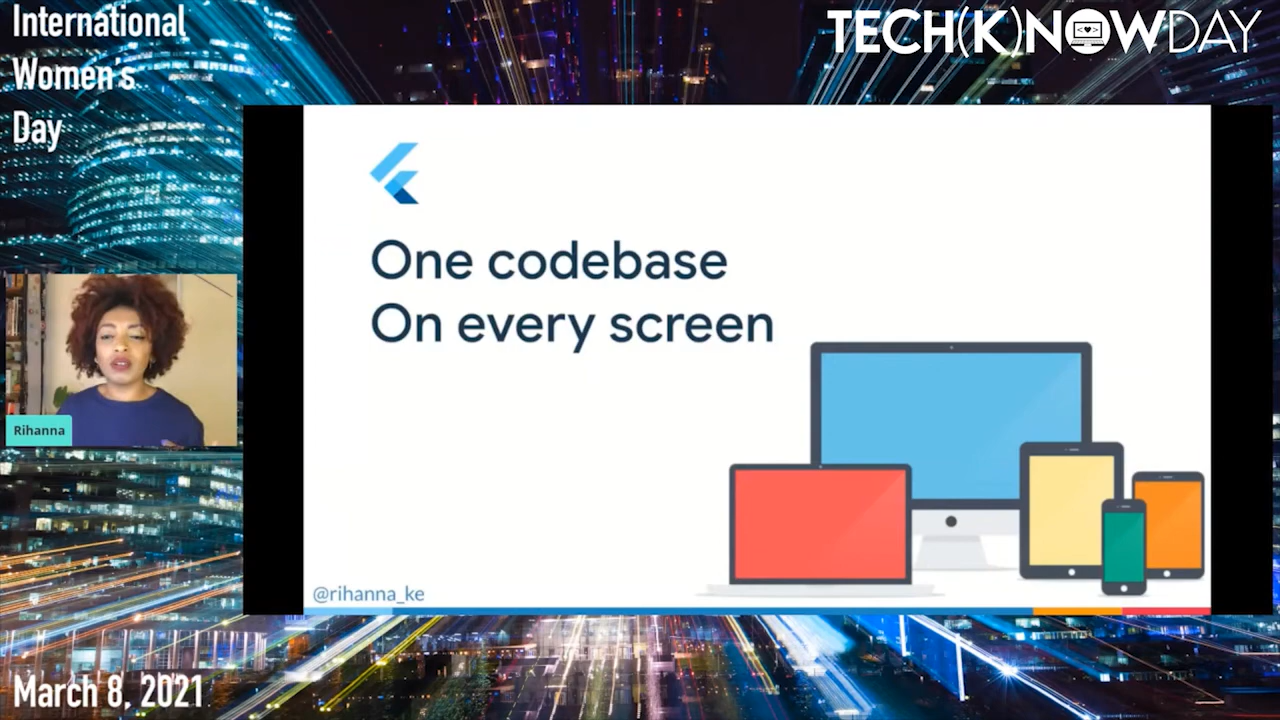 International
Women's
Day
TECH(K)NOWDAY
One codebase
On every screen
Rihanna
@rihanna_ke
March 8, 2021